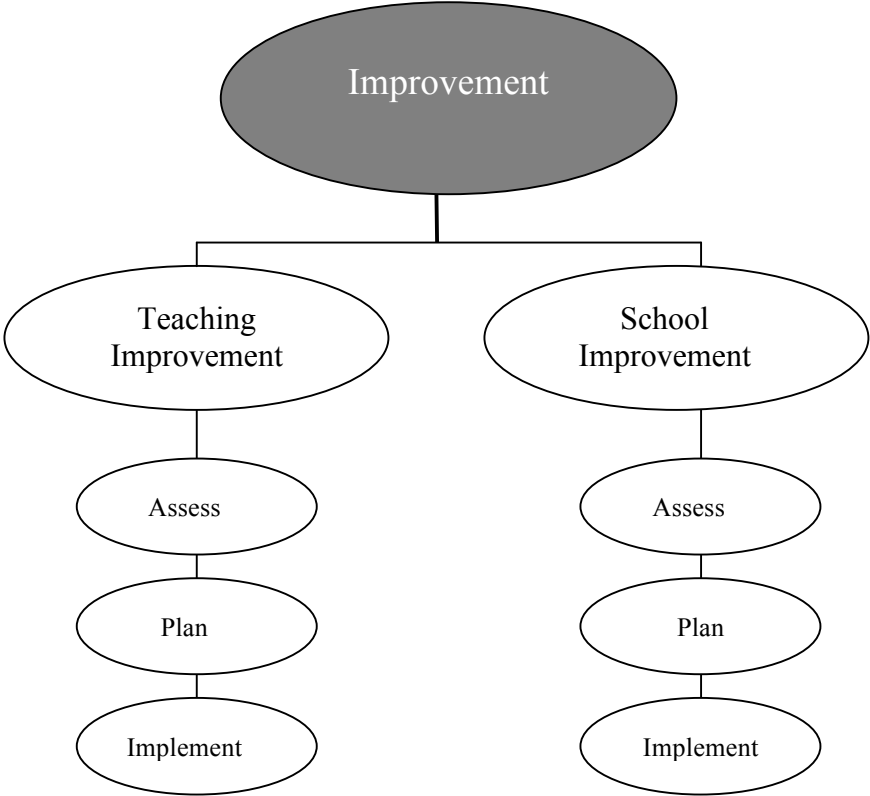 Improvement
Teaching
Improvement
School
Improvement
Assess
Assess
Plan
Plan
Implement
Implement